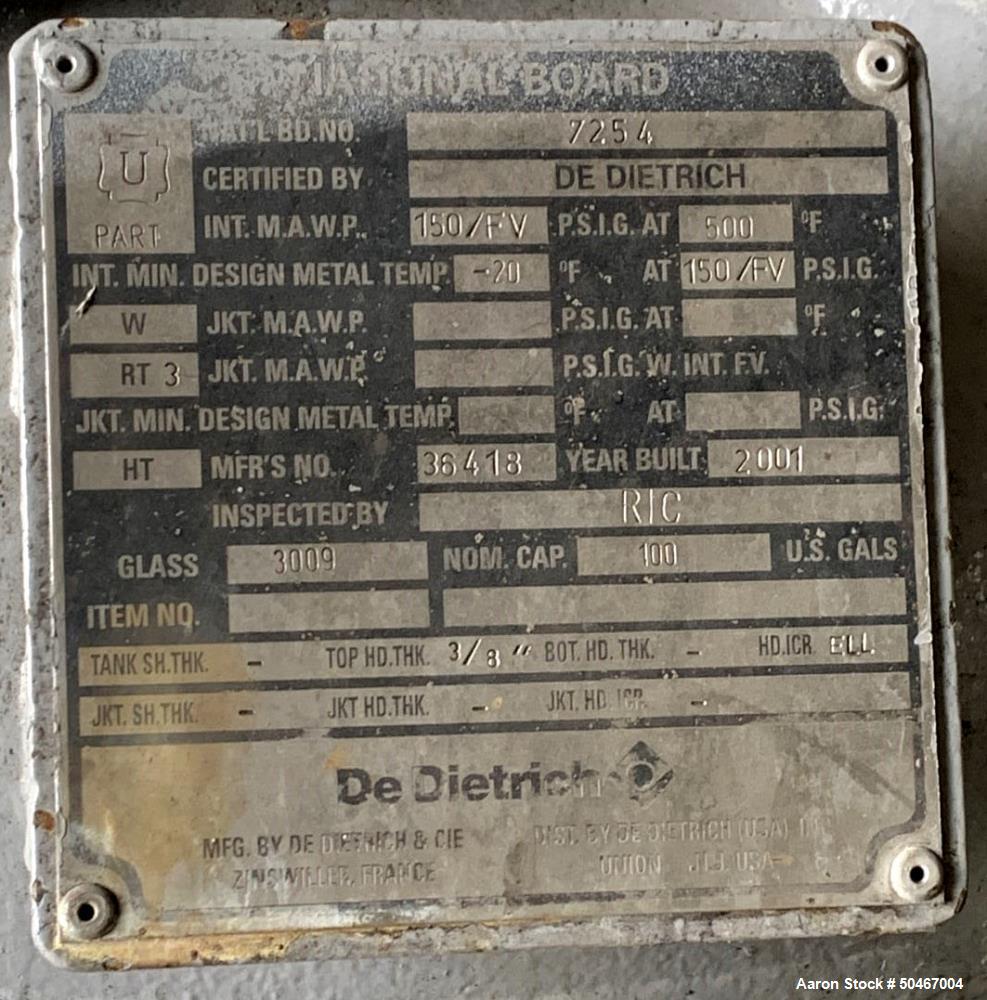 NATIONAL BOARD
U
PART
NAT'L BD. NO. 7254
CERTIFIED BY DE DIETRICH
INT. M.A.W.P. 150/FV P.S.I.G. AT 500 °F
INT. MIN. DESIGN METAL TEMP. -20 °F AT 150/FV P.S.I.G.
W JKT. M.A.W.P. P.S.I.G. AT °F
RT 3 JKT. M.A.W.P. P.S.I.G. W. INT. F.V.
JKT. MIN. DESIGN METAL TEMP. °F AT P.S.I.G.
HT MFR'S NO. 36418 YEAR BUILT 2001
INSPECTED BY RIC
GLASS 3009 NOM. CAP. 100 U.S. GALS
ITEM NO.
TANK SH.THK. - TOP HD.THK. 3/8 " BOT. HD. THK. - HD.ICR. ELL
JKT. SH.THK. - JKT HD.THK. - JKT. HD. ICR. -
De Dietrich
MFG. BY DE DIETRICH & CIE DIST. BY DE DIETRICH (USA)
ZINSWILLER, FRANCE UNION N.J. USA
Aaron Stock # 50467004